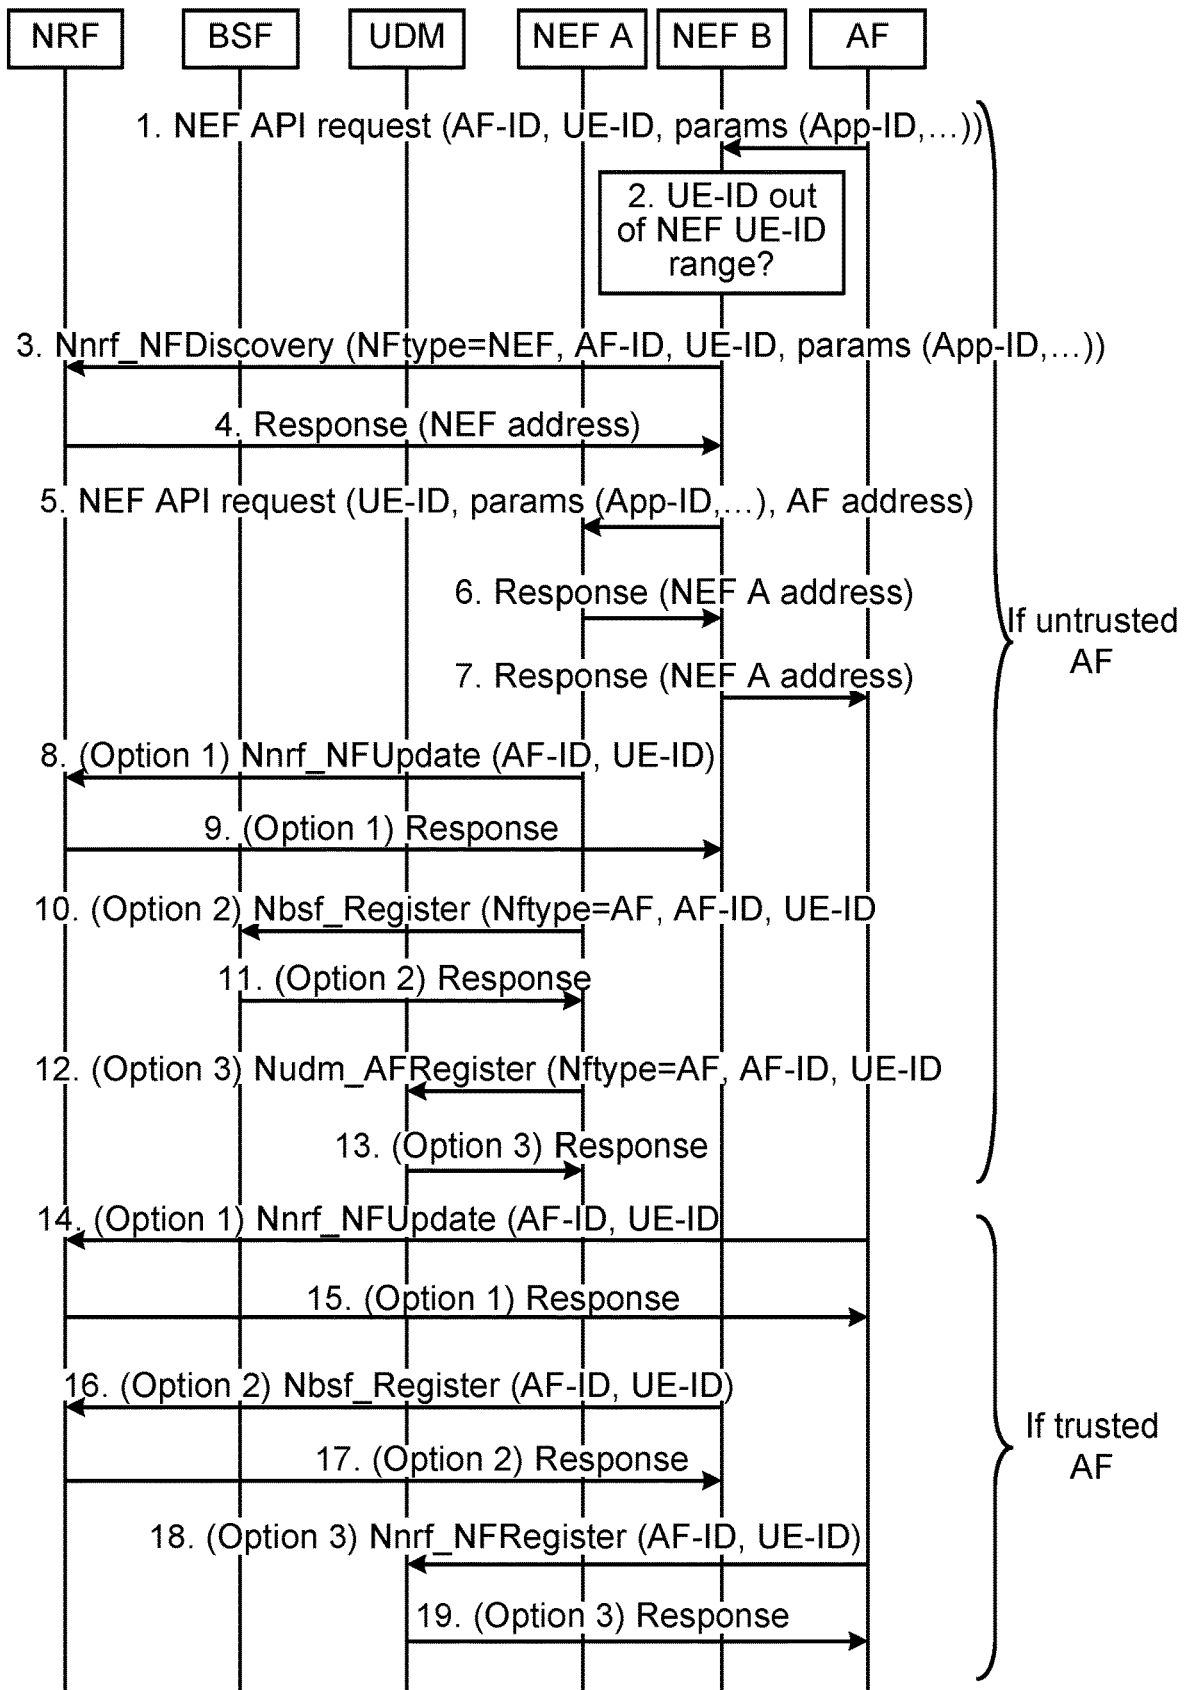 NRF BSF UDM NEF A NEF B AF
1. NEF API request (AF-ID, UE-ID, params (App-ID,...))
2. UE-ID out
of NEF UE-ID
range?
3. Nnrf_NFDiscovery (NFtype=NEF, AF-ID, UE-ID, params (App-ID,...))
4. Response (NEF address)
5. NEF API request (UE-ID, params (App-ID,...), AF address)
6. Response (NEF A address)
If untrusted
AF
7. Response (NEF A address)
8. (Option 1) Nnrf_NFUpdate (AF-ID, UE-ID)
9. (Option 1) Response
10. (Option 2) Nbsf_Register (Nftype=AF, AF-ID, UE-ID
11. (Option 2) Response
12. (Option 3) Nudm_AFRegister (Nftype=AF, AF-ID, UE-ID
13. (Option 3) Response
14. (Option 1) Nnrf_NFUpdate (AF-ID, UE-ID
15. (Option 1) Response
16. (Option 2) Nbsf_Register (AF-ID, UE-ID)
If trusted
AF
17. (Option 2) Response
18. (Option 3) Nnrf_NFRegister (AF-ID, UE-ID)
19. (Option 3) Response